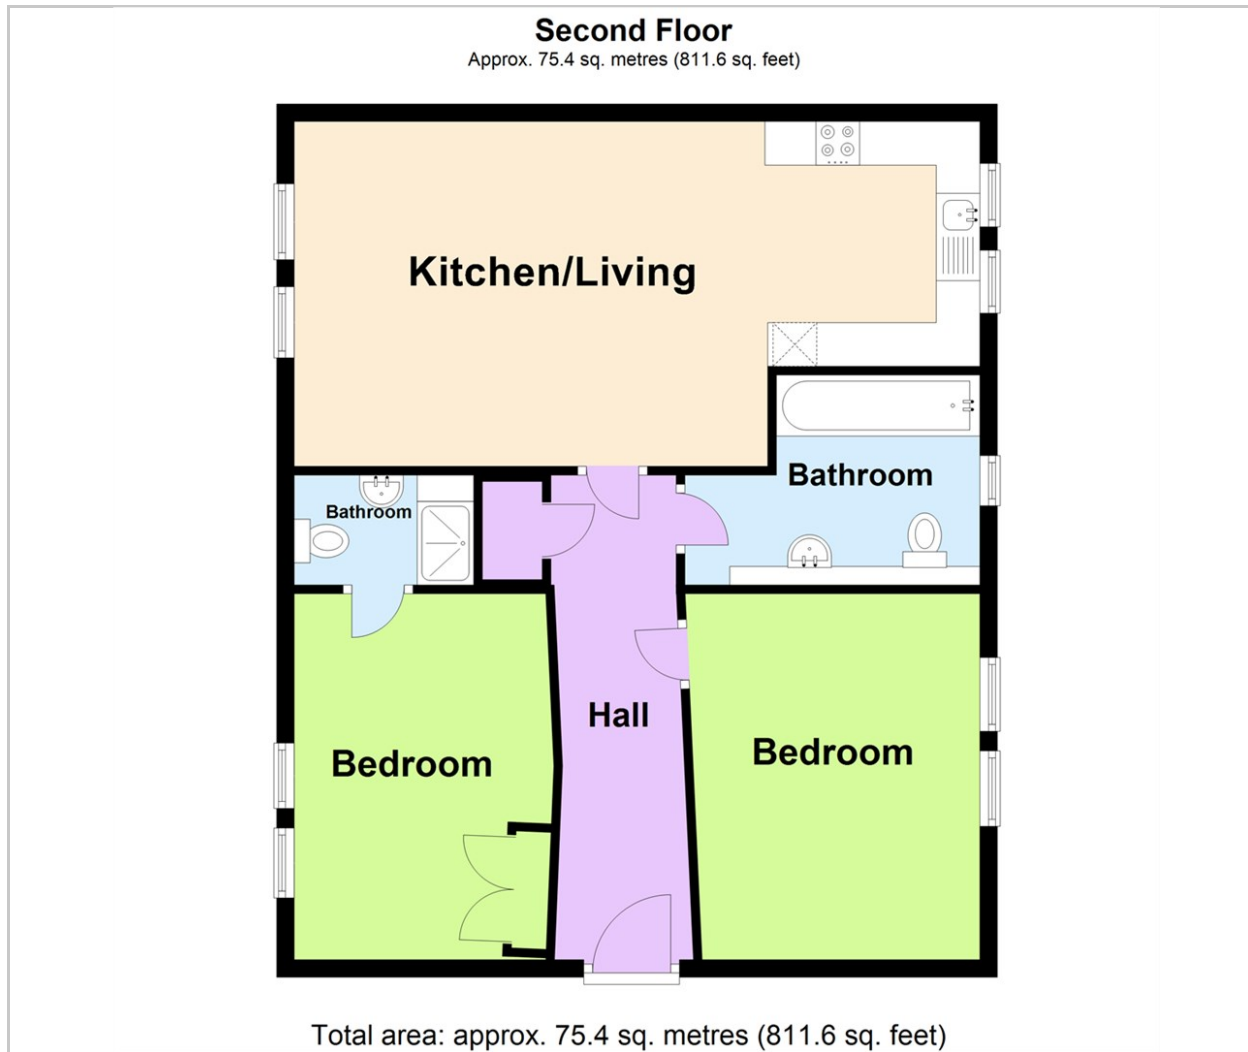 Second Floor
Approx. 75.4 sq. metres (811.6 sq. feet)
Kitchen/Living
Bathroom
Bathroom
Hall
Bedroom
Bedroom
Total area: approx. 75.4 sq. metres (811.6 sq. feet)